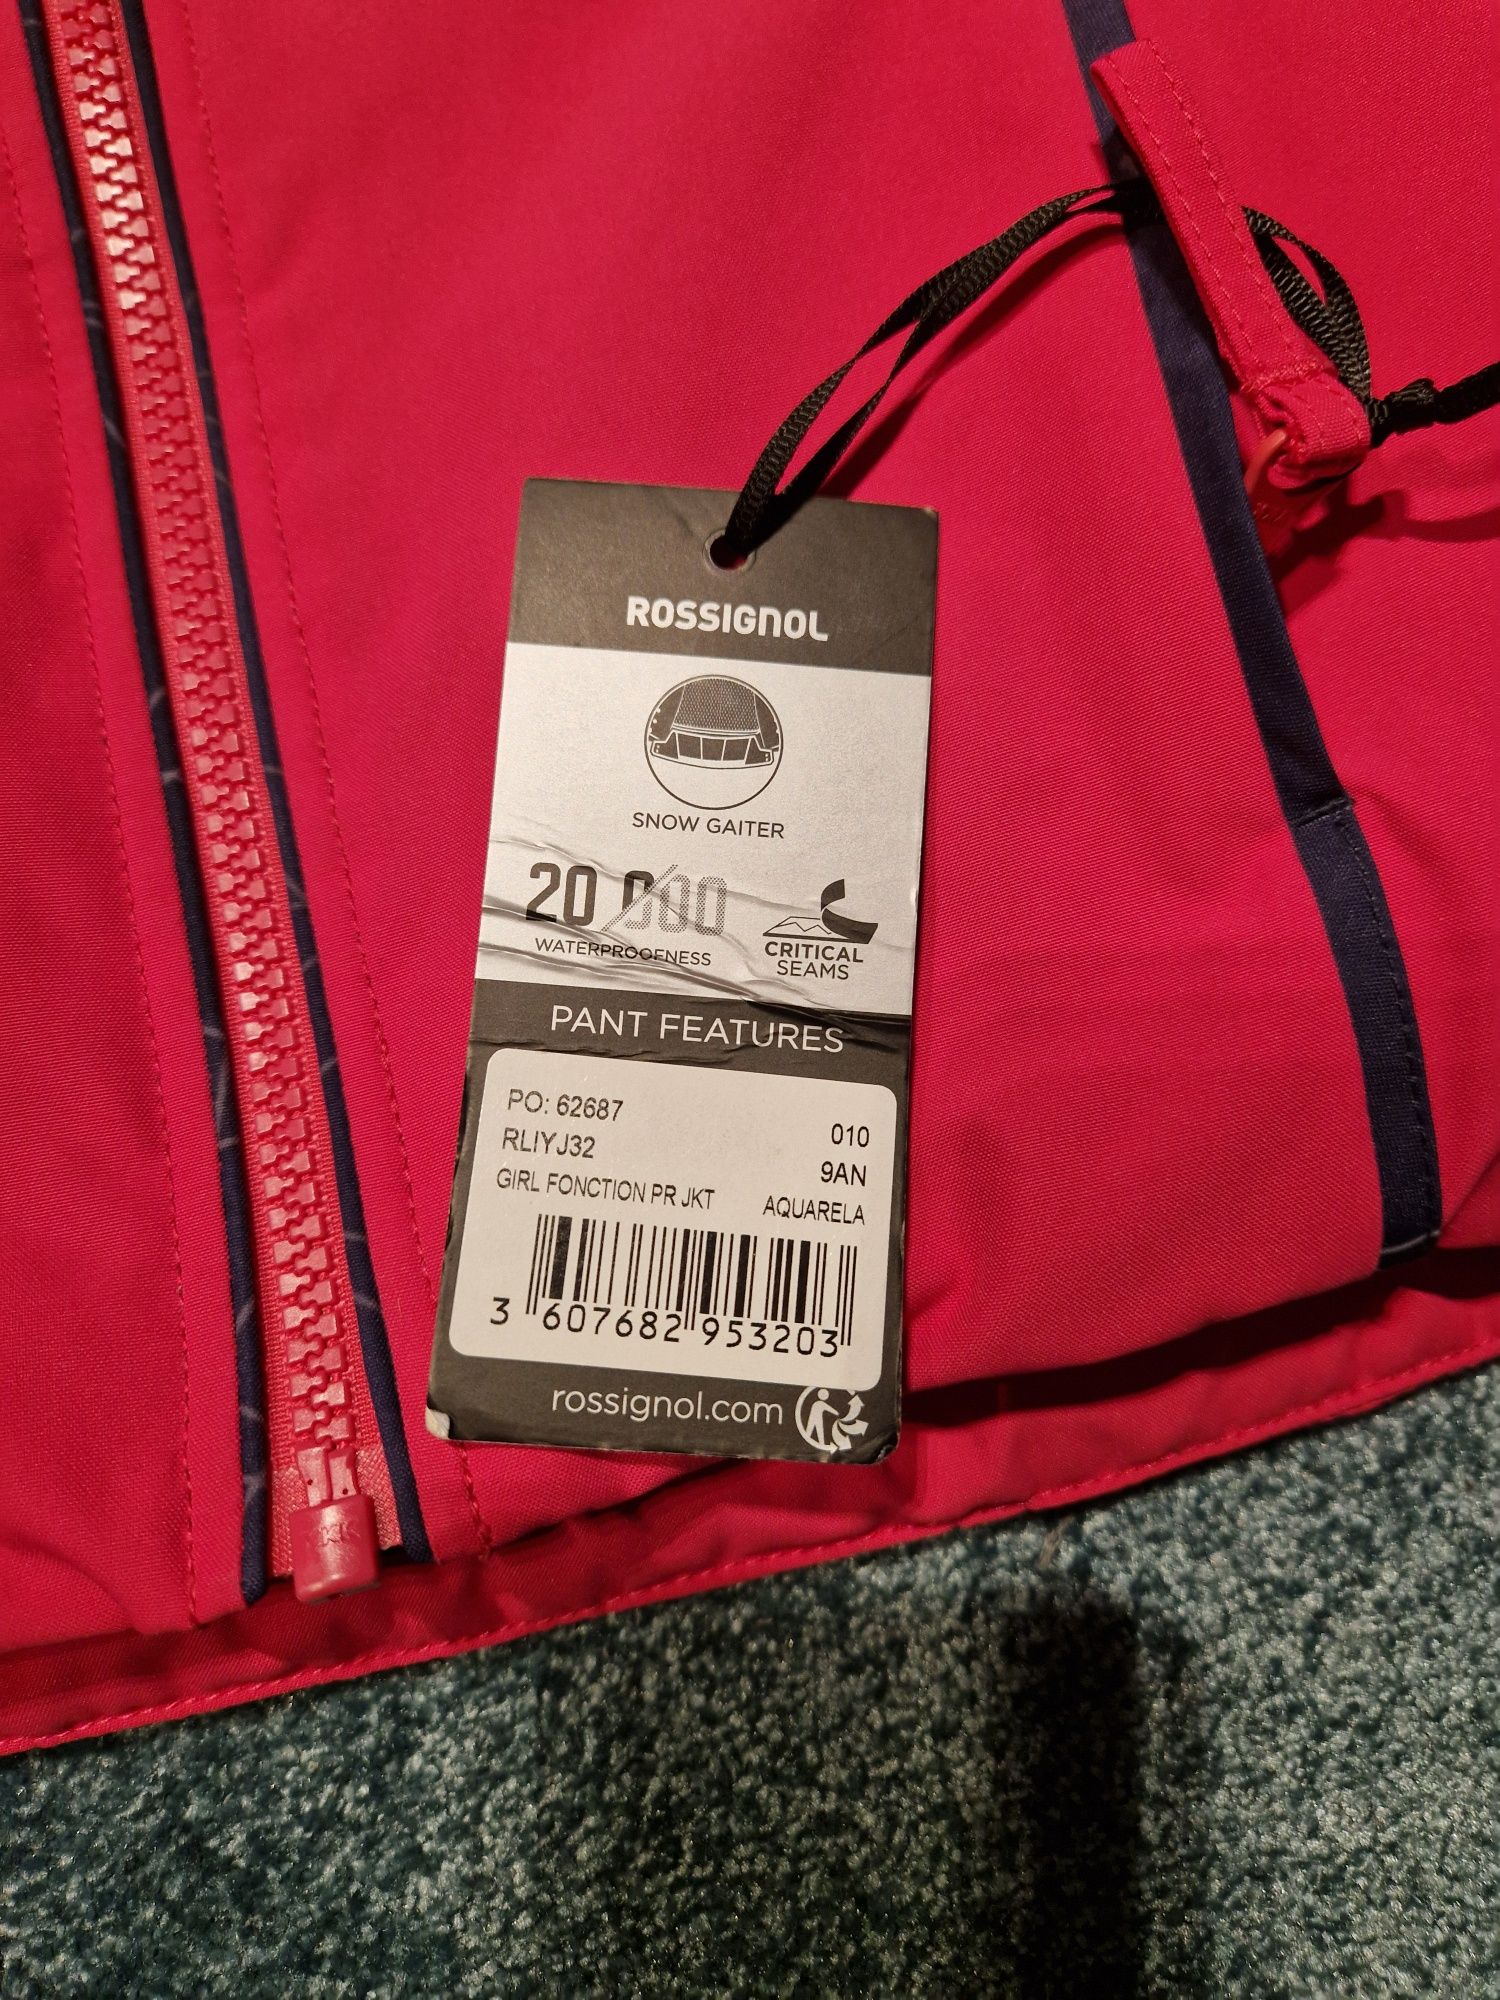 ROSSIGNOL
SNOW GAITER
20 000
WATERPROOFNESS
CRITICAL
SEAMS
PANT FEATURES
PO: 62687
RLIYJ32 010
9AN
GIRL FONCTION PR JKT AQUARELA
3 607682 953203
rossignol.com
YKK